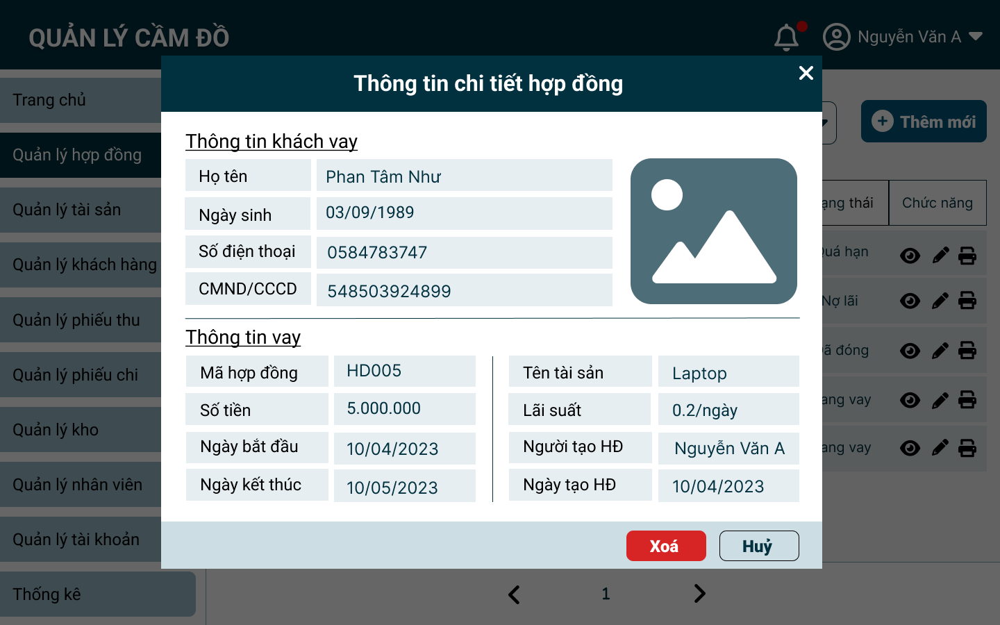 QUẢN LÝ CẦM ĐỒ
Nguyễn Văn A
Thông tin chi tiết hợp đồng
Trang chủ
Quản lý hợp đồng
Quản lý tài sản
Quản lý khách hàng
Quản lý phiếu thu
Quản lý phiếu chi
Quản lý kho
Quản lý nhân viên
Quản lý tài khoản
Thống kê
Thêm mới
Thông tin khách vay
Họ tên Phan Tâm Như
Ngày sinh 03/09/1989
Số điện thoại 0584783747
CMND/CCCD 548503924899
Thông tin vay
Mã hợp đồng HD005
Số tiền 5.000.000
Ngày bắt đầu 10/04/2023
Ngày kết thúc 10/05/2023
Tên tài sản Laptop
Lãi suất 0.2/ngày
Người tạo HĐ Nguyễn Văn A
Ngày tạo HĐ 10/04/2023
Xoá Huỷ
thái Chức năng
hạn
Nợ lãi
đóng
vay
vay
1